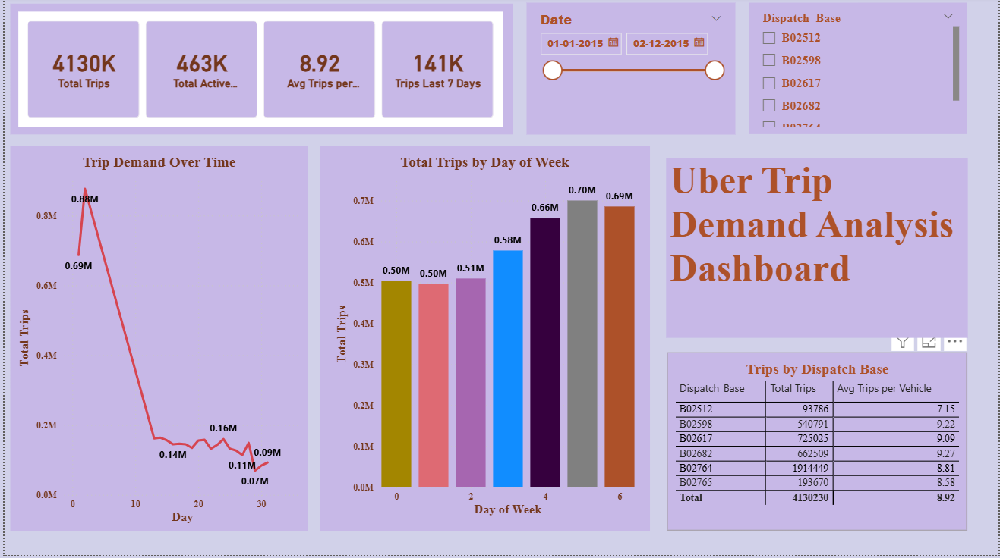 4130K
Total Trips
463K
Total Active...
8.92
Avg Trips per...
141K
Trips Last 7 Days
Date
01-01-2015 02-12-2015
Dispatch_Base
B02512
B02598
B02617
B02682
B02764
Trip Demand Over Time
Total Trips
0.8M
0.6M
0.4M
0.2M
0.0M
0.88M
0.69M
0.16M
0.14M
0.11M
0.09M
0.07M
0 10 20 30
Day
Total Trips by Day of Week
Total Trips
0.7M
0.6M
0.5M
0.4M
0.3M
0.2M
0.1M
0.0M
0.50M 0.50M 0.51M 0.58M 0.66M 0.70M 0.69M
0 2 4 6
Day of Week
Uber Trip
Demand Analysis
Dashboard
Trips by Dispatch Base
Dispatch_Base Total Trips Avg Trips per Vehicle
B02512 93786 7.15
B02598 540791 9.22
B02617 725025 9.09
B02682 662509 9.27
B02764 1914449 8.81
B02765 193670 8.58
Total 4130230 8.92